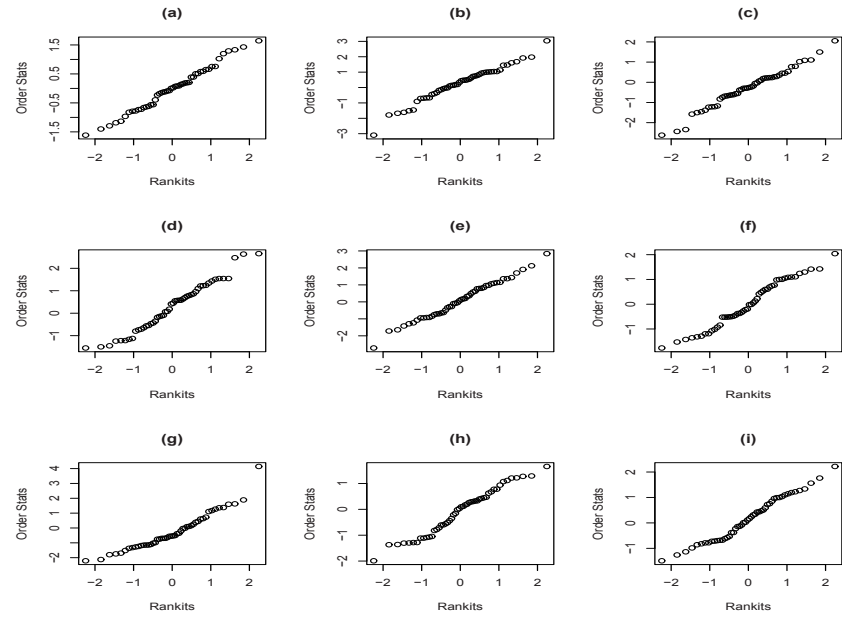 (a)
Order Stats
1.5
0.5
−0.5
−1.5
−2 −1 0 1 2
Rankits
(b)
Order Stats
3
2
1
−1
−3
−2 −1 0 1 2
Rankits
(c)
Order Stats
2
1
0
−2
−2 −1 0 1 2
Rankits
(d)
Order Stats
2
1
−1
−2 −1 0 1 2
Rankits
(e)
Order Stats
3
2
1
0
−2
−2 −1 0 1 2
Rankits
(f)
Order Stats
2
1
0
−1
−2 −1 0 1 2
Rankits
(g)
Order Stats
4
3
2
1
0
−2
−2 −1 0 1 2
Rankits
(h)
Order Stats
1
0
−1
−2
−2 −1 0 1 2
Rankits
(i)
Order Stats
2
1
0
−1
−2 −1 0 1 2
Rankits